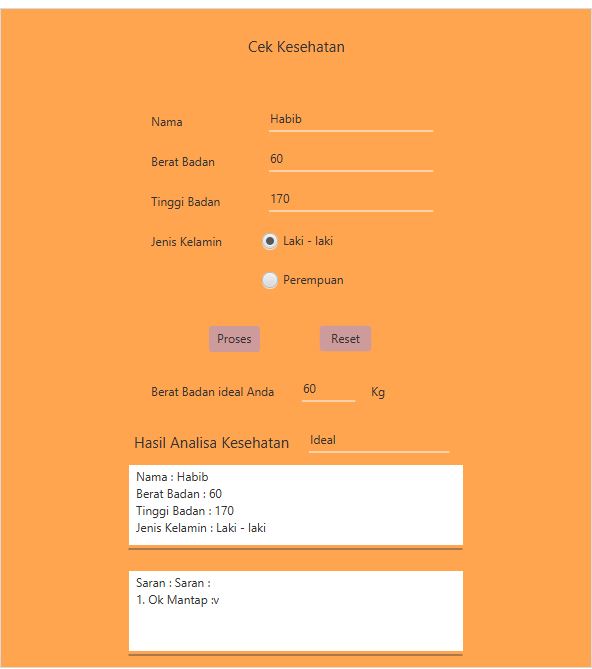 Cek Kesehatan
Nama Habib
Berat Badan 60
Tinggi Badan 170
Jenis Kelamin Laki - laki
Perempuan
Proses Reset
Berat Badan ideal Anda 60 Kg
Hasil Analisa Kesehatan Ideal
Nama : Habib
Berat Badan : 60
Tinggi Badan : 170
Jenis Kelamin : Laki - laki
Saran : Saran :
1. Ok Mantap :v